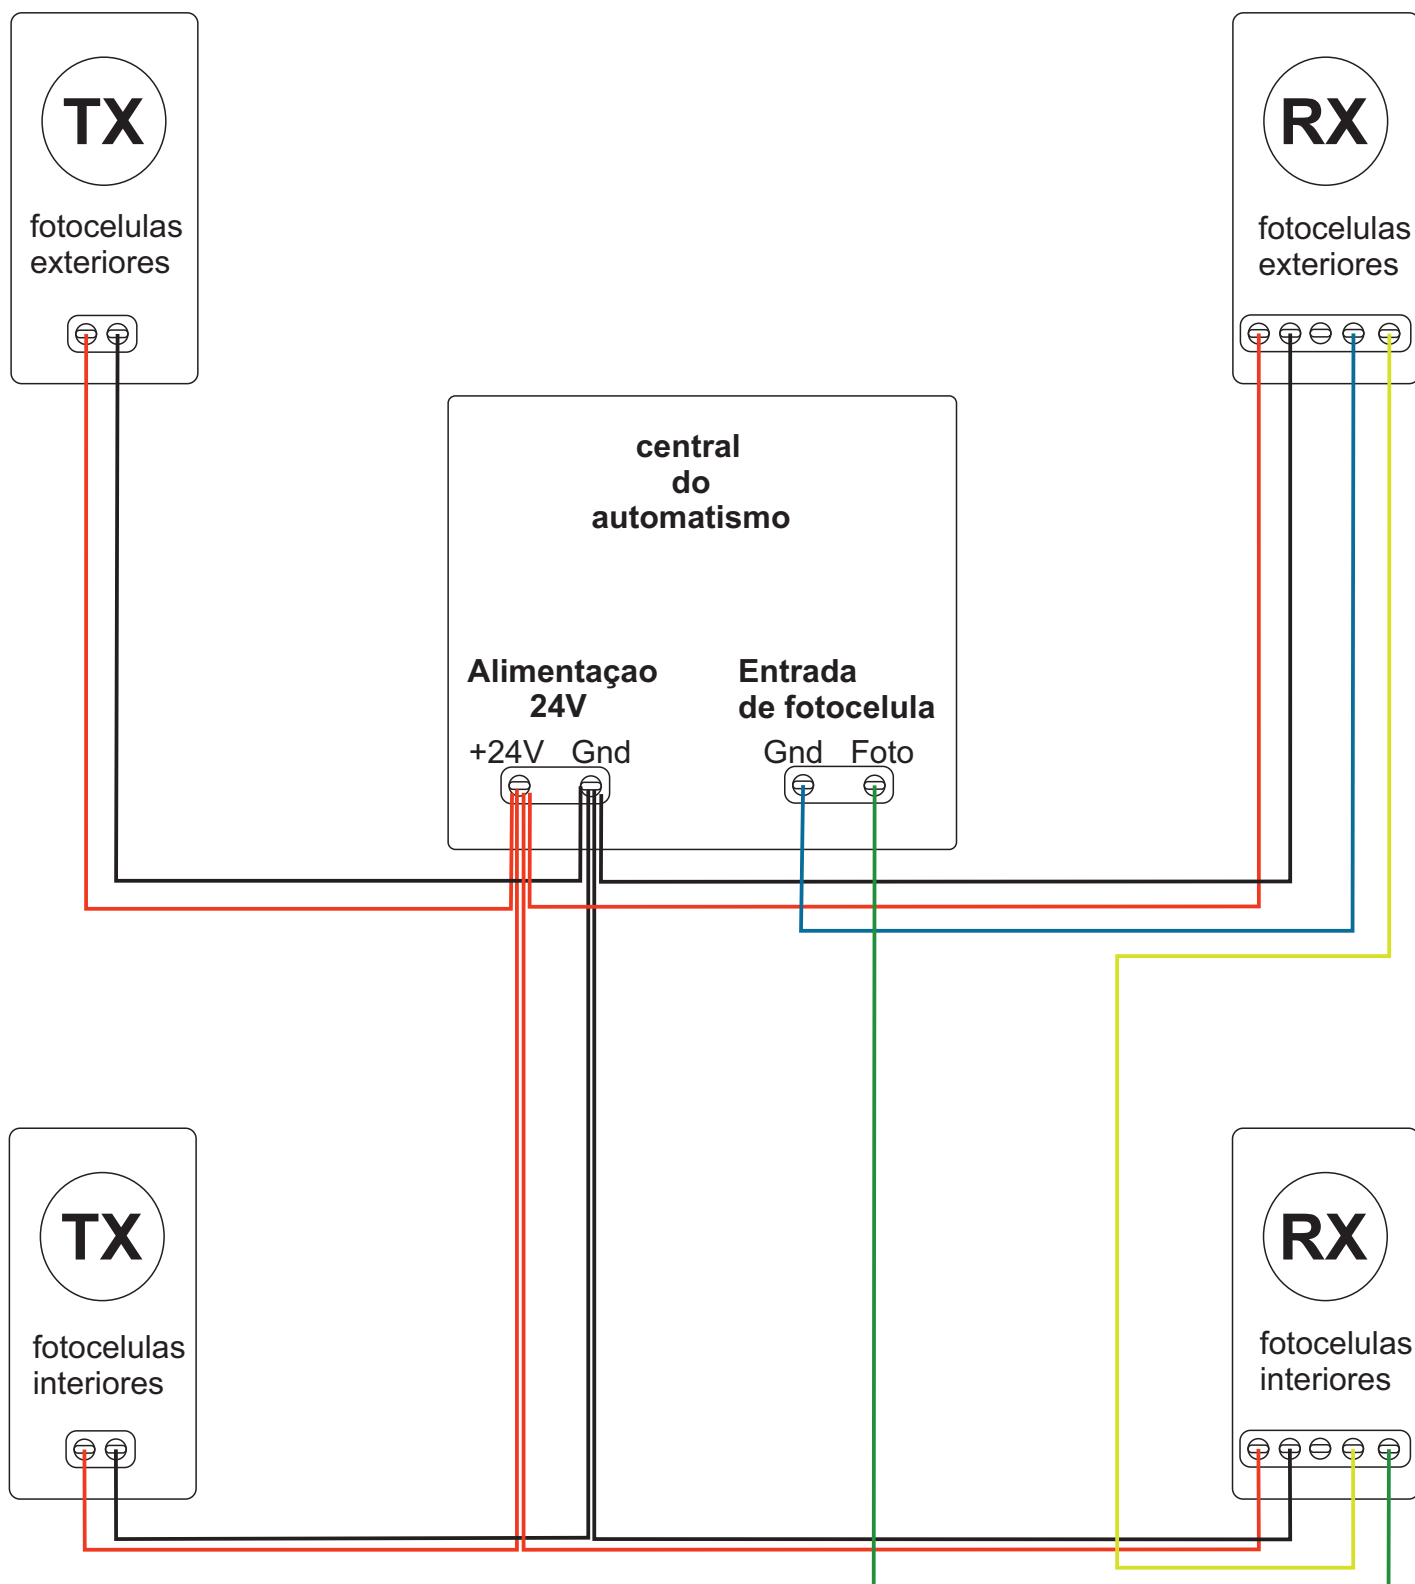 TX
fotocelulas
exteriores
RX
fotocelulas
exteriores
central
do
automatismo
Alimentaçao
24V
+24V Gnd
Entrada
de fotocelula
Gnd Foto
TX
fotocelulas
interiores
RX
fotocelulas
interiores